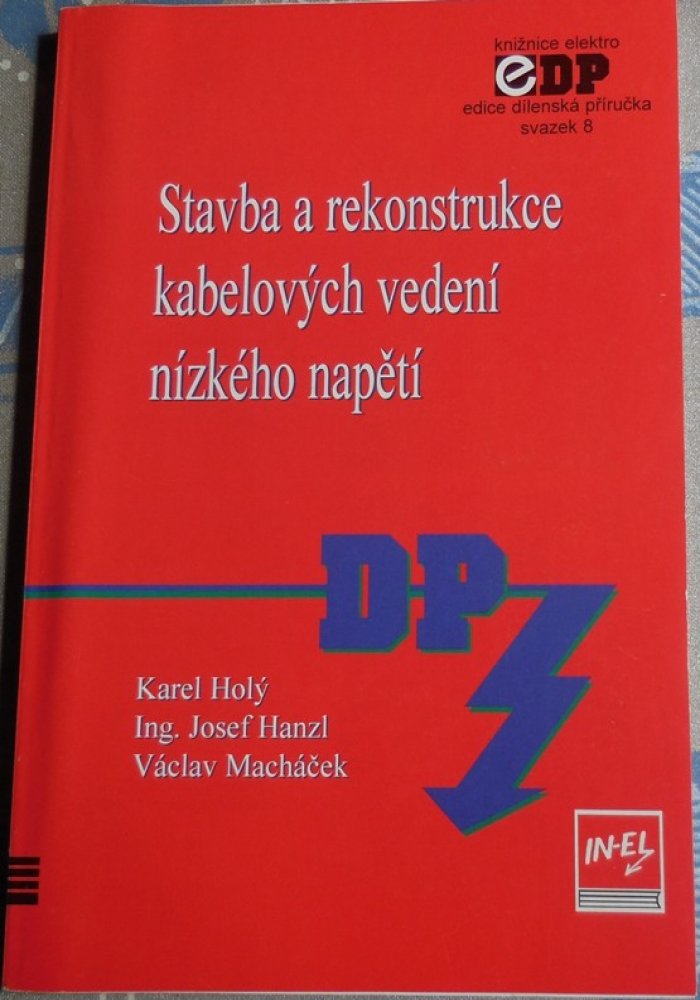 knižnice elektro
eDP
edice dílenská příručka
svazek 8
Stavba a rekonstrukce
kabelových vedení
nízkého napětí
DP
Karel Holý
Ing. Josef Hanzl
Václav Macháček
IN-EL